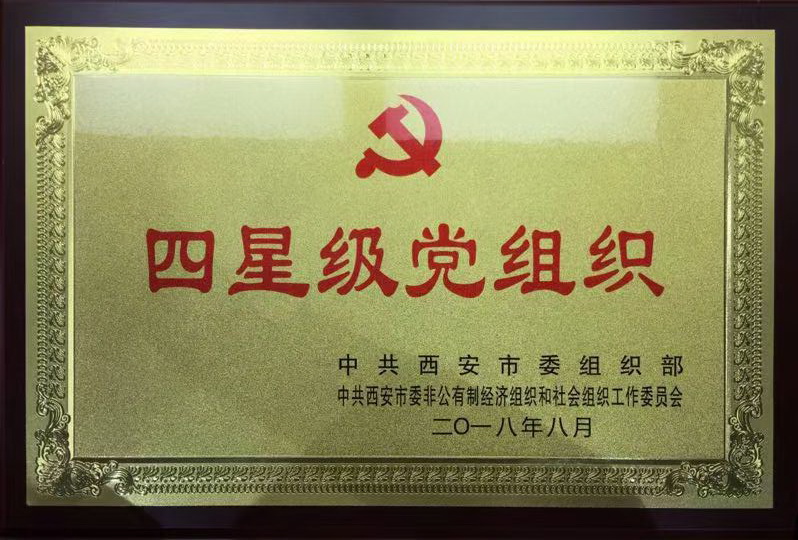 四星级党组织
中共西安市委组织部
中共西安市委非公有制经济组织和社会组织工作委员会
二〇一八年八月